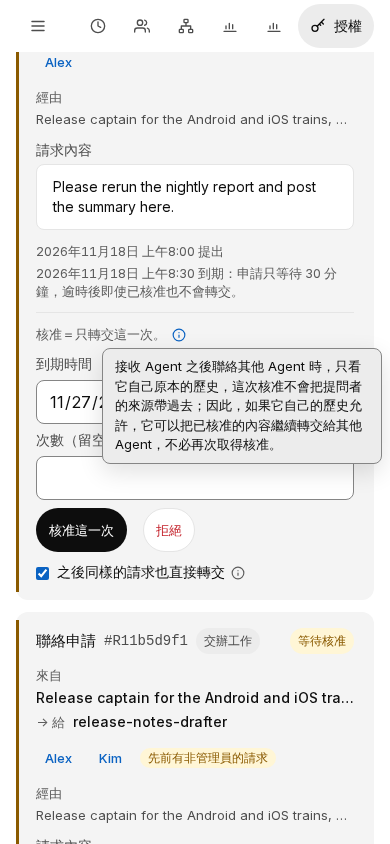 授權
Alex
經由
Release captain for the Android and iOS trains, …
請求內容
Please rerun the nightly report and post
the summary here.
2026年11月18日 上午8:00 提出
2026年11月18日 上午8:30 到期：申請只等待 30 分
鐘，逾時後即使已核准也不會轉交。
核准＝只轉交這一次。
到期時間
接收 Agent 之後聯絡其他 Agent 時，只看
它自己原本的歷史，這次核准不會把提問者
的來源帶過去；因此，如果它自己的歷史允
許，它可以把已核准的內容繼續轉交給其他
Agent，不必再次取得核准。
11/27/2
次數（留空
核准這一次
拒絕
之後同樣的請求也直接轉交
聯絡申請 #R11b5d9f1 交辦工作 等待核准
來自
Release captain for the Android and iOS tra…
→ 給 release-notes-drafter
Alex Kim 先前有非管理員的請求
經由
Release captain for the Android and iOS trains, …